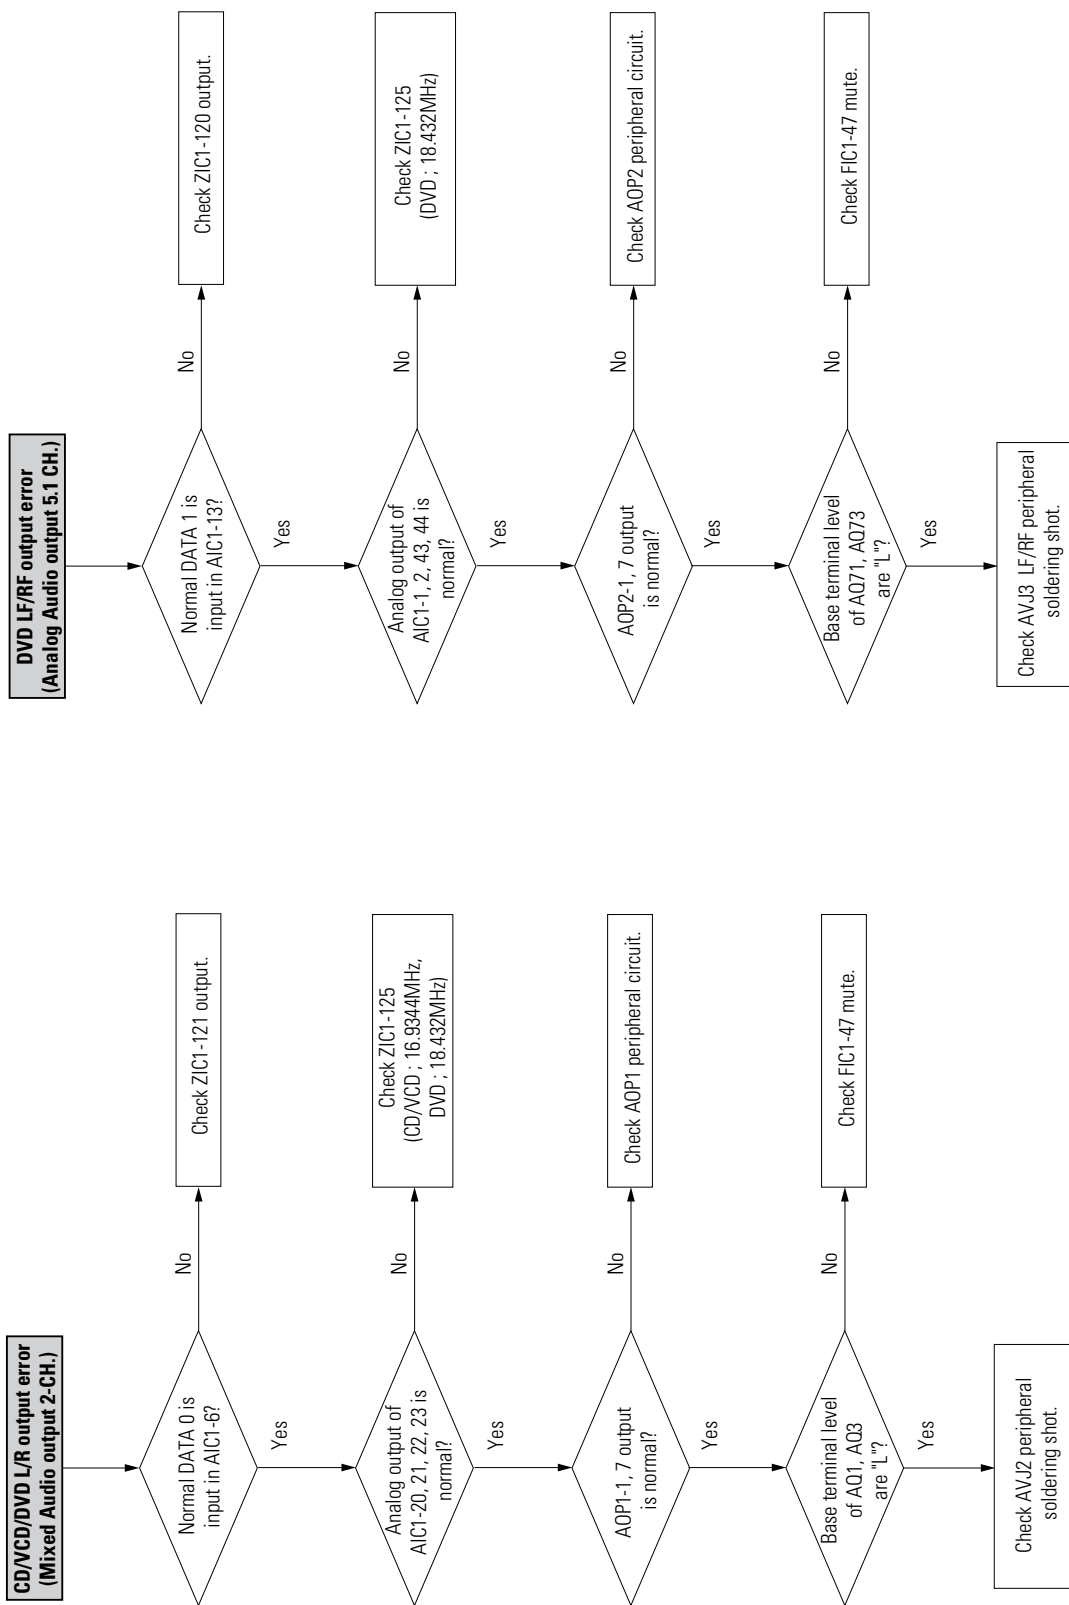 CD/VCD/DVD L/R output error
(Mixed Audio output 2-CH.)
Normal DATA 0 is
input in AIC1-6?
No
Check ZIC1-121 output.
Yes
Analog output of
AIC1-20, 21, 22, 23 is
normal?
No
Check ZIC1-125
(CD/VCD ; 16.9344MHz,
DVD ; 18.432MHz)
Yes
AOP1-1, 7 output
is normal?
No
Check AOP1 peripheral circuit.
Yes
Base terminal level
of AQ1, AQ3
are "L"?
No
Check FIC1-47 mute.
Yes
Check AVJ2 peripheral
soldering shot.
DVD LF/RF output error
(Analog Audio output 5.1 CH.)
Normal DATA 1 is
input in AIC1-13?
No
Check ZIC1-120 output.
Yes
Analog output of
AIC1-1, 2, 43, 44 is
normal?
No
Check ZIC1-125
(DVD ; 18.432MHz)
Yes
AOP2-1, 7 output
is normal?
No
Check AOP2 peripheral circuit.
Yes
Base terminal level
of AQ71, AQ73
are "L"?
No
Check FIC1-47 mute.
Yes
Check AVJ3 LF/RF peripheral
soldering shot.